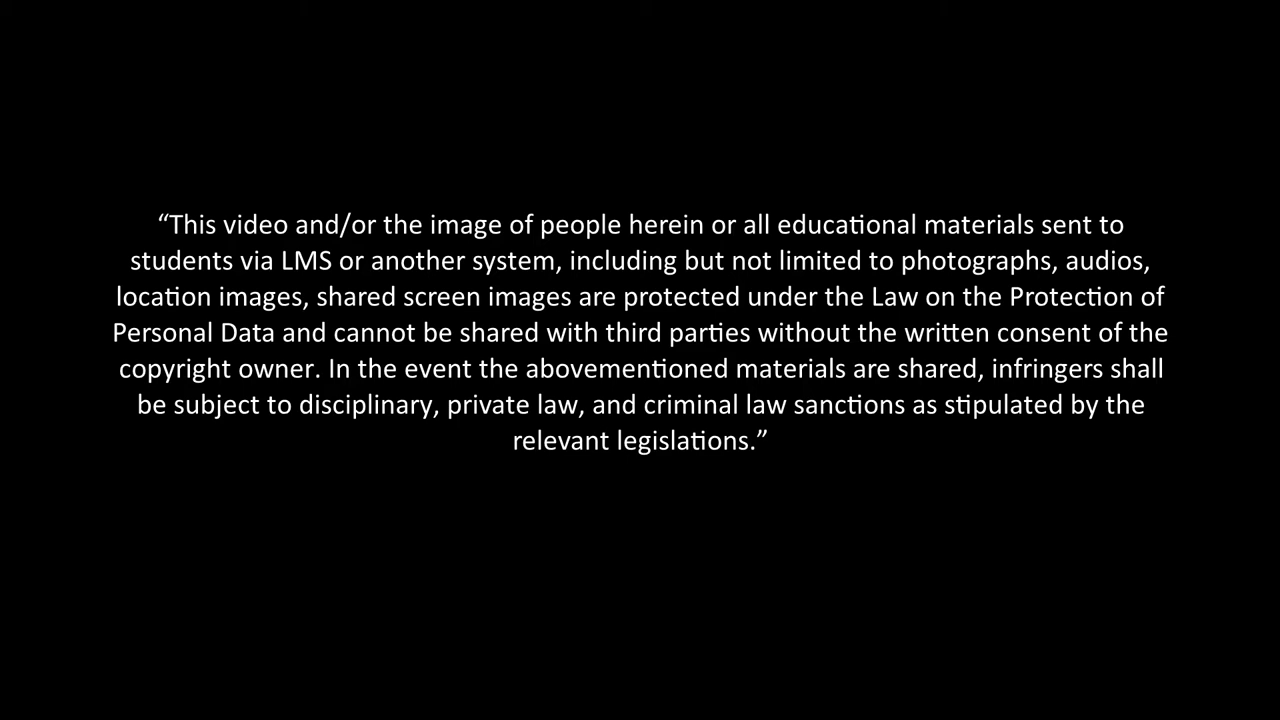 “This video and/or the image of people herein or all educational materials sent to
students via LMS or another system, including but not limited to photographs, audios,
location images, shared screen images are protected under the Law on the Protection of
Personal Data and cannot be shared with third parties without the written consent of the
copyright owner. In the event the abovementioned materials are shared, infringers shall
be subject to disciplinary, private law, and criminal law sanctions as stipulated by the
relevant legislations.”